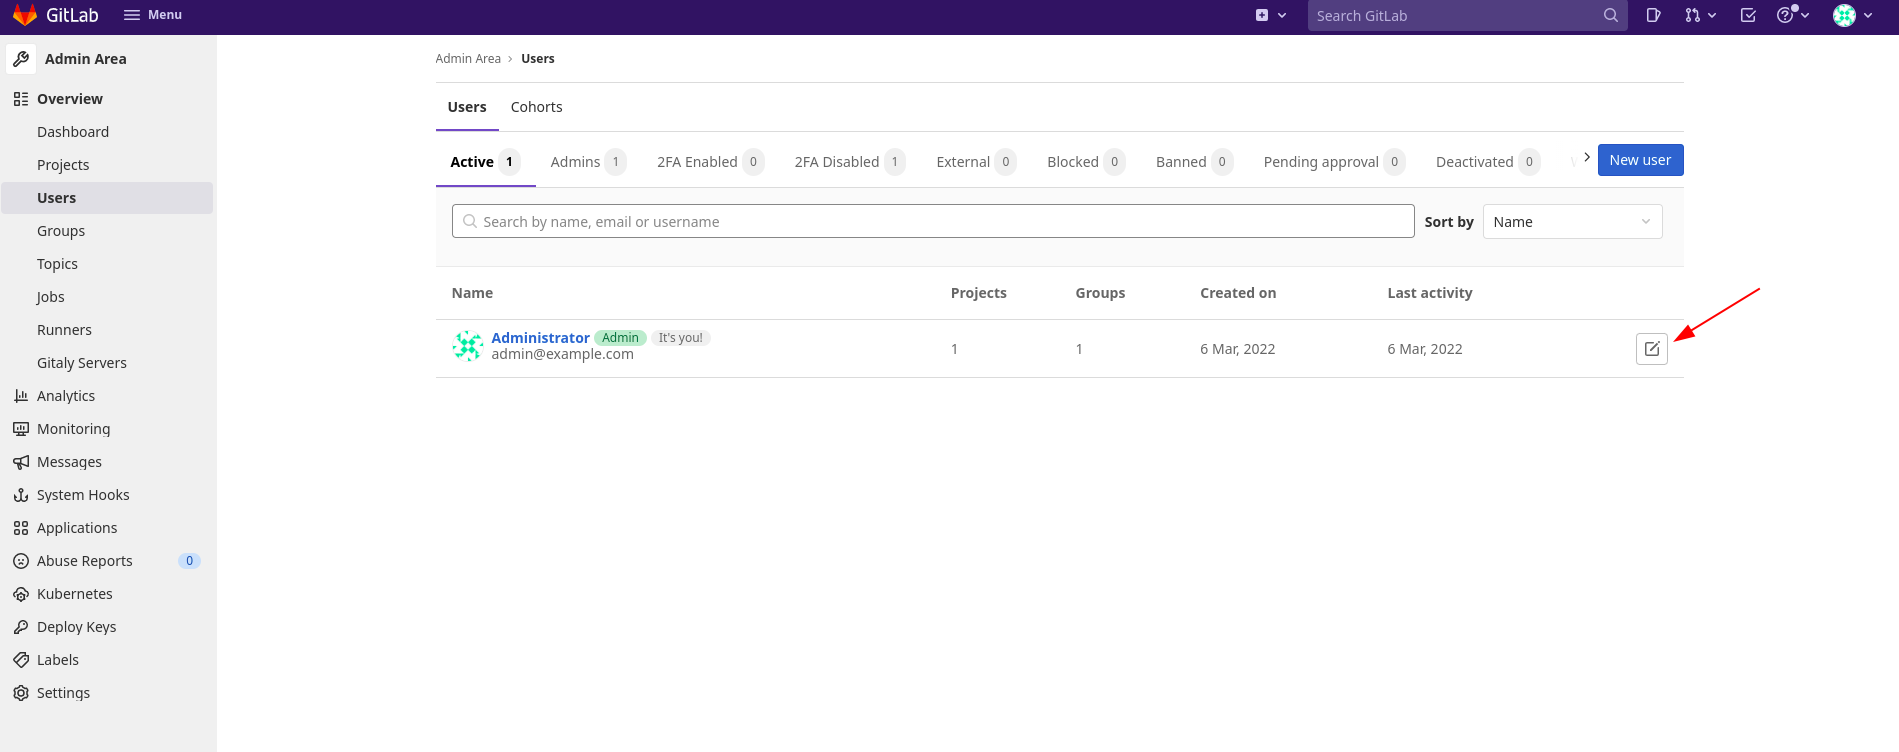 GitLab Menu Search GitLab
Admin Area
Overview
Dashboard
Projects
Users
Groups
Topics
Jobs
Runners
Gitaly Servers
Analytics
Monitoring
Messages
System Hooks
Applications
Abuse Reports 0
Kubernetes
Deploy Keys
Labels
Settings
Admin Area › Users
Users Cohorts
Active 1 Admins 1 2FA Enabled 0 2FA Disabled 1 External 0 Blocked 0 Banned 0 Pending approval 0 Deactivated 0 New user
Search by name, email or username Sort by Name
Name Projects Groups Created on Last activity
Administrator Admin It's you!
admin@example.com
1 1 6 Mar, 2022 6 Mar, 2022